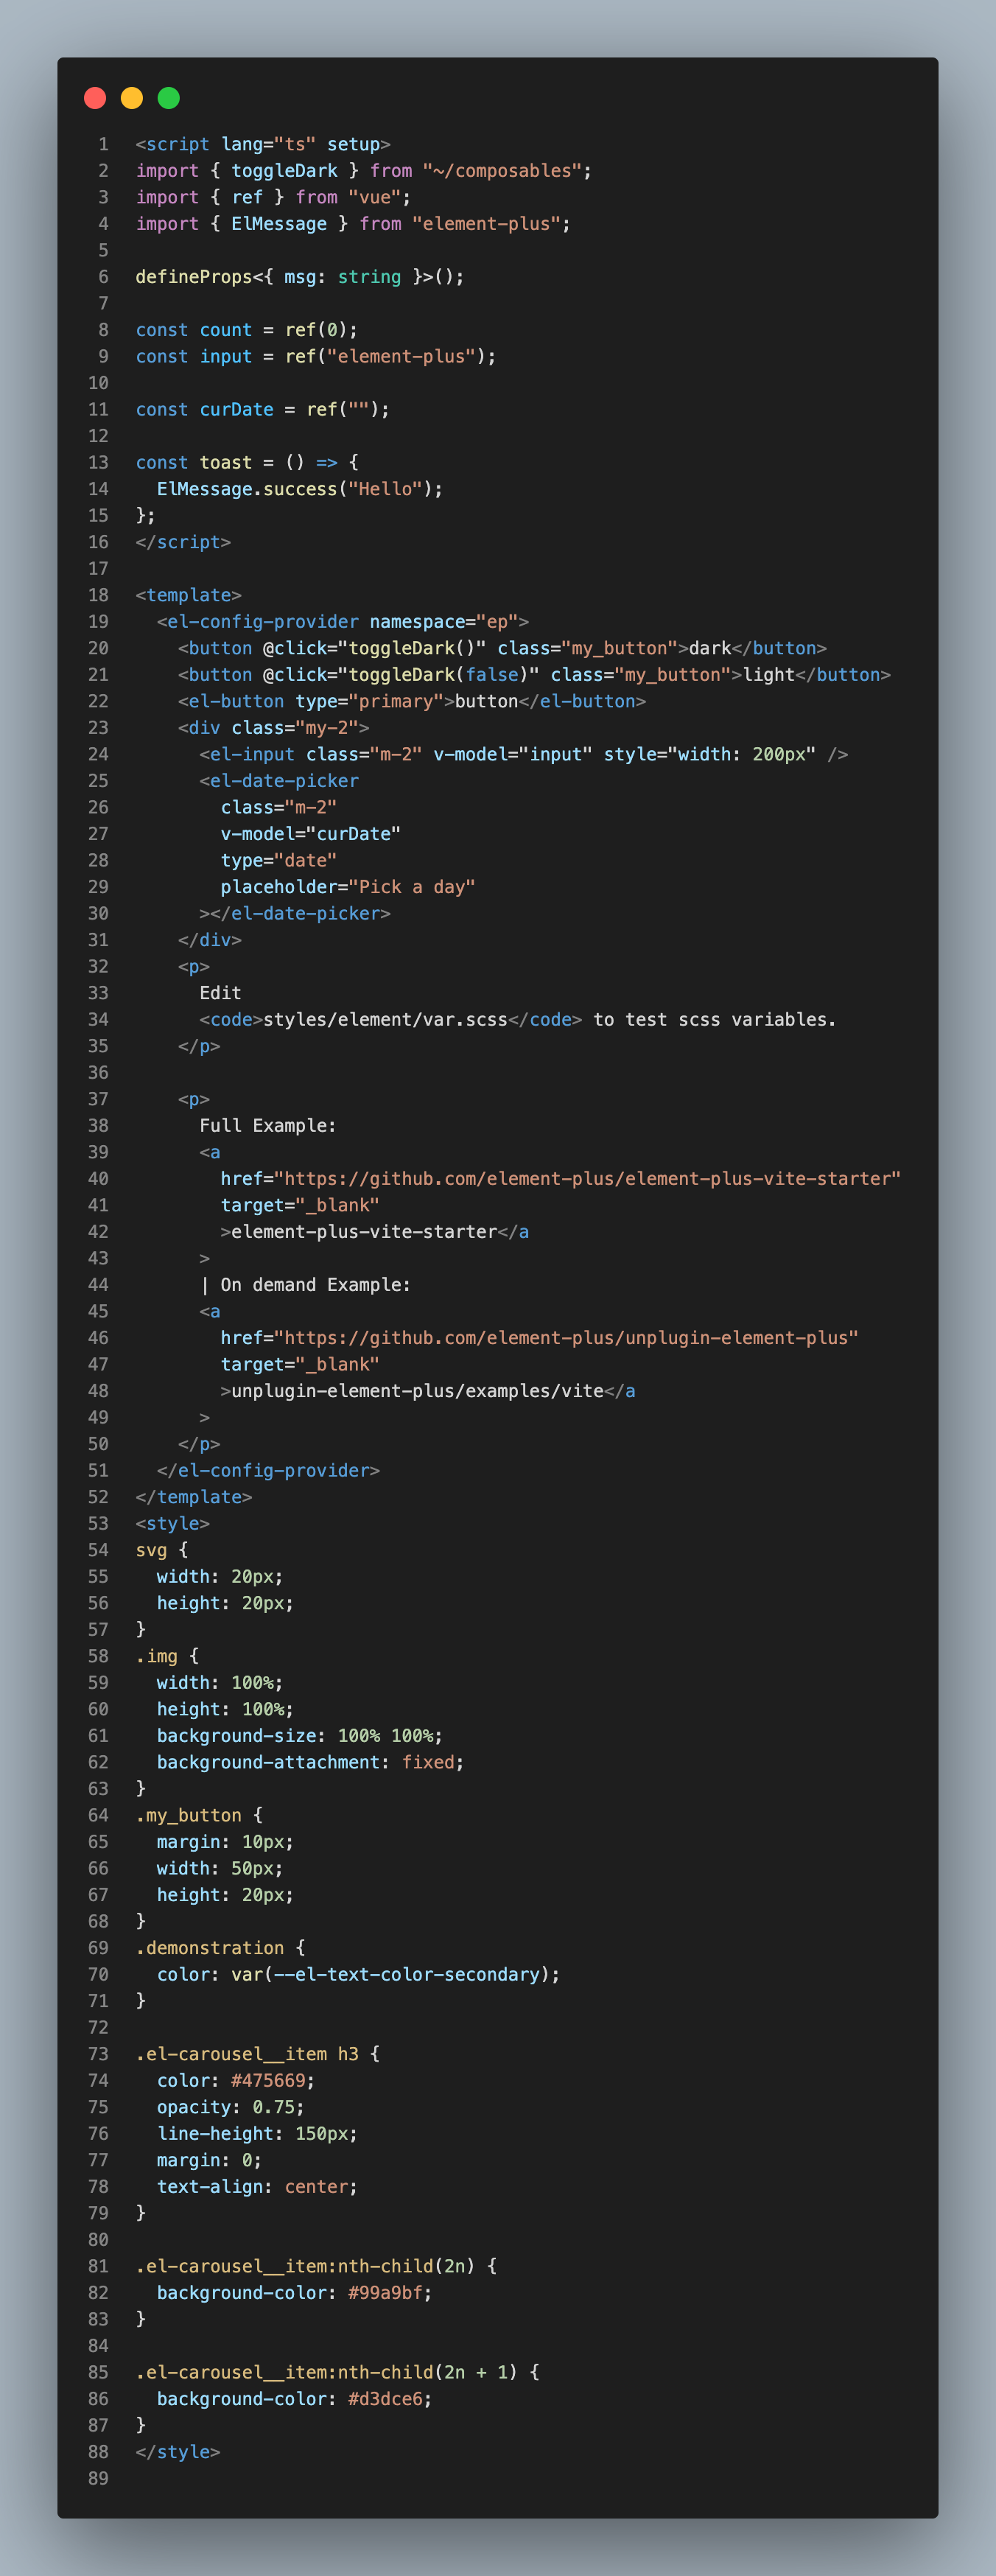 1 <script lang="ts" setup>
2 import { toggleDark } from "~/composables";
3 import { ref } from "vue";
4 import { ElMessage } from "element-plus";
5
6 defineProps<{ msg: string }>();
7
8 const count = ref(0);
9 const input = ref("element-plus");
10
11 const curDate = ref("");
12
13 const toast = () => {
14   ElMessage.success("Hello");
15 };
16 </script>
17
18 <template>
19   <el-config-provider namespace="ep">
20     <button @click="toggleDark()" class="my_button">dark</button>
21     <button @click="toggleDark(false)" class="my_button">light</button>
22     <el-button type="primary">button</el-button>
23     <div class="my-2">
24       <el-input class="m-2" v-model="input" style="width: 200px" />
25       <el-date-picker
26         class="m-2"
27         v-model="curDate"
28         type="date"
29         placeholder="Pick a day"
30       ></el-date-picker>
31     </div>
32     <p>
33       Edit
34       <code>styles/element/var.scss</code> to test scss variables.
35     </p>
36
37     <p>
38       Full Example:
39       <a
40         href="https://github.com/element-plus/element-plus-vite-starter"
41         target="_blank"
42         >element-plus-vite-starter</a
43       >
44       | On demand Example:
45       <a
46         href="https://github.com/element-plus/unplugin-element-plus"
47         target="_blank"
48         >unplugin-element-plus/examples/vite</a
49       >
50     </p>
51   </el-config-provider>
52 </template>
53 <style>
54 svg {
55   width: 20px;
56   height: 20px;
57 }
58 .img {
59   width: 100%;
60   height: 100%;
61   background-size: 100% 100%;
62   background-attachment: fixed;
63 }
64 .my_button {
65   margin: 10px;
66   width: 50px;
67   height: 20px;
68 }
69 .demonstration {
70   color: var(--el-text-color-secondary);
71 }
72
73 .el-carousel__item h3 {
74   color: #475669;
75   opacity: 0.75;
76   line-height: 150px;
77   margin: 0;
78   text-align: center;
79 }
80
81 .el-carousel__item:nth-child(2n) {
82   background-color: #99a9bf;
83 }
84
85 .el-carousel__item:nth-child(2n + 1) {
86   background-color: #d3dce6;
87 }
88 </style>
89